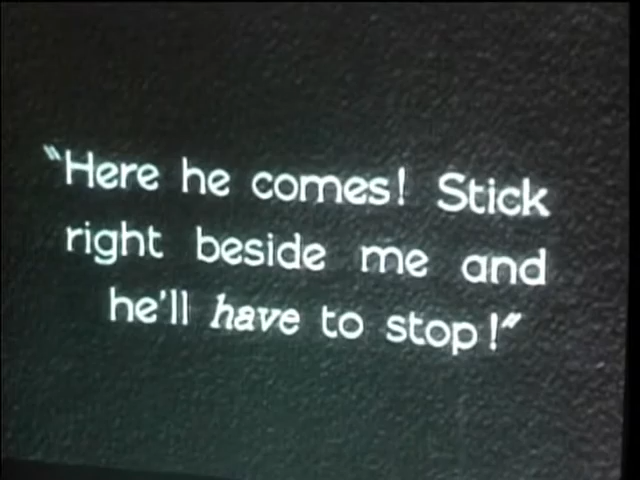 "Here he comes! Stick
right beside me and
he'll have to stop!"